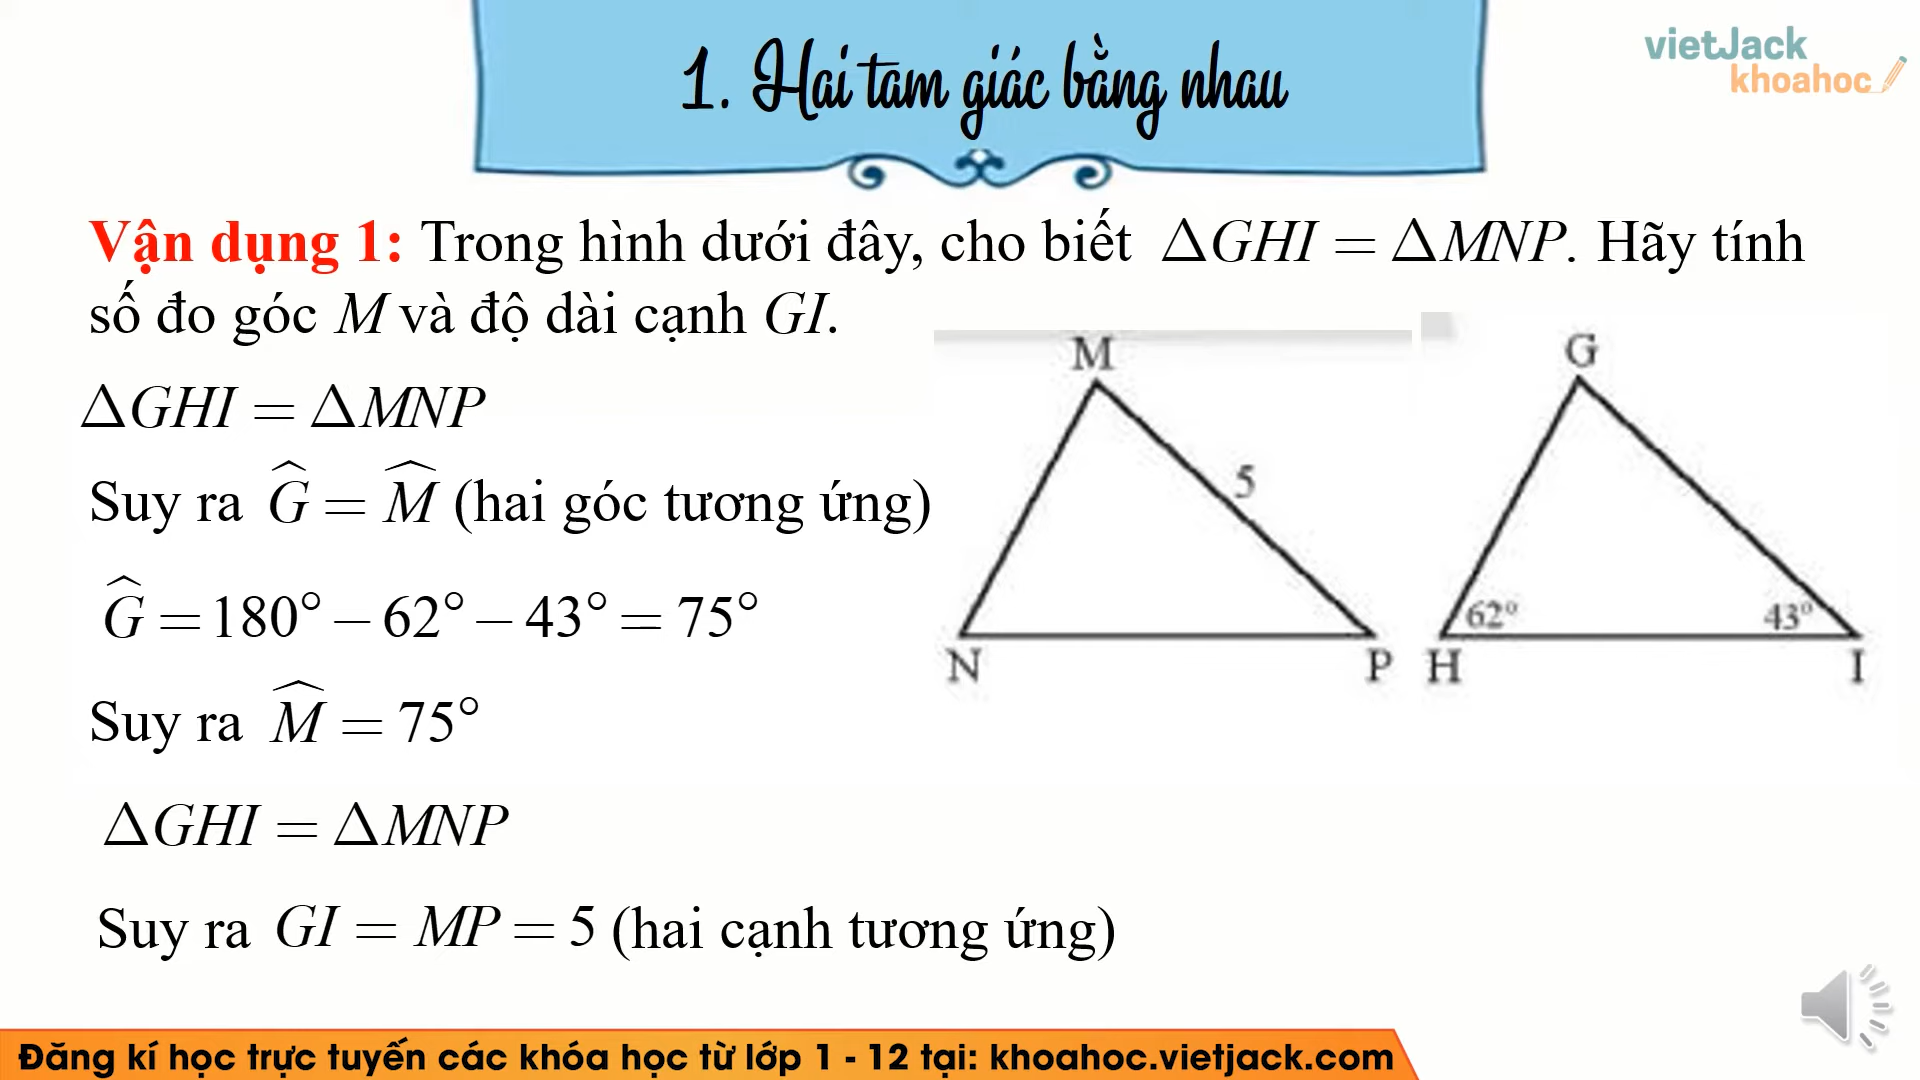 1. Hai tam giác bằng nhau
vietJack
khoahoc
Vận dụng 1: Trong hình dưới đây, cho biết ΔGHI = ΔMNP. Hãy tính
số đo góc M và độ dài cạnh GI.
ΔGHI = ΔMNP
Suy ra Ĝ = M̂ (hai góc tương ứng)
Ĝ = 180° − 62° − 43° = 75°
Suy ra M̂ = 75°
ΔGHI = ΔMNP
Suy ra GI = MP = 5 (hai cạnh tương ứng)
M
5
N
P
G
62°
43°
H
I
Đăng kí học trực tuyến các khóa học từ lớp 1 - 12 tại: khoahoc.vietjack.com